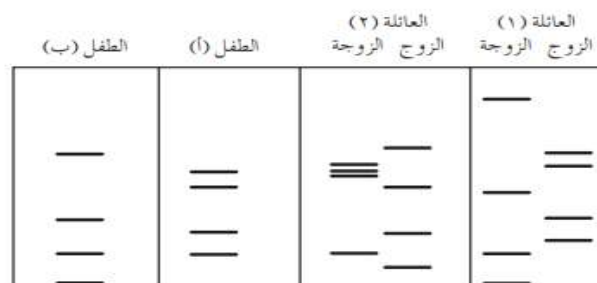 العائلة (١)
الزوج الزوجة
العائلة (٢)
الزوج الزوجة
الطفل (أ)
الطفل (ب)